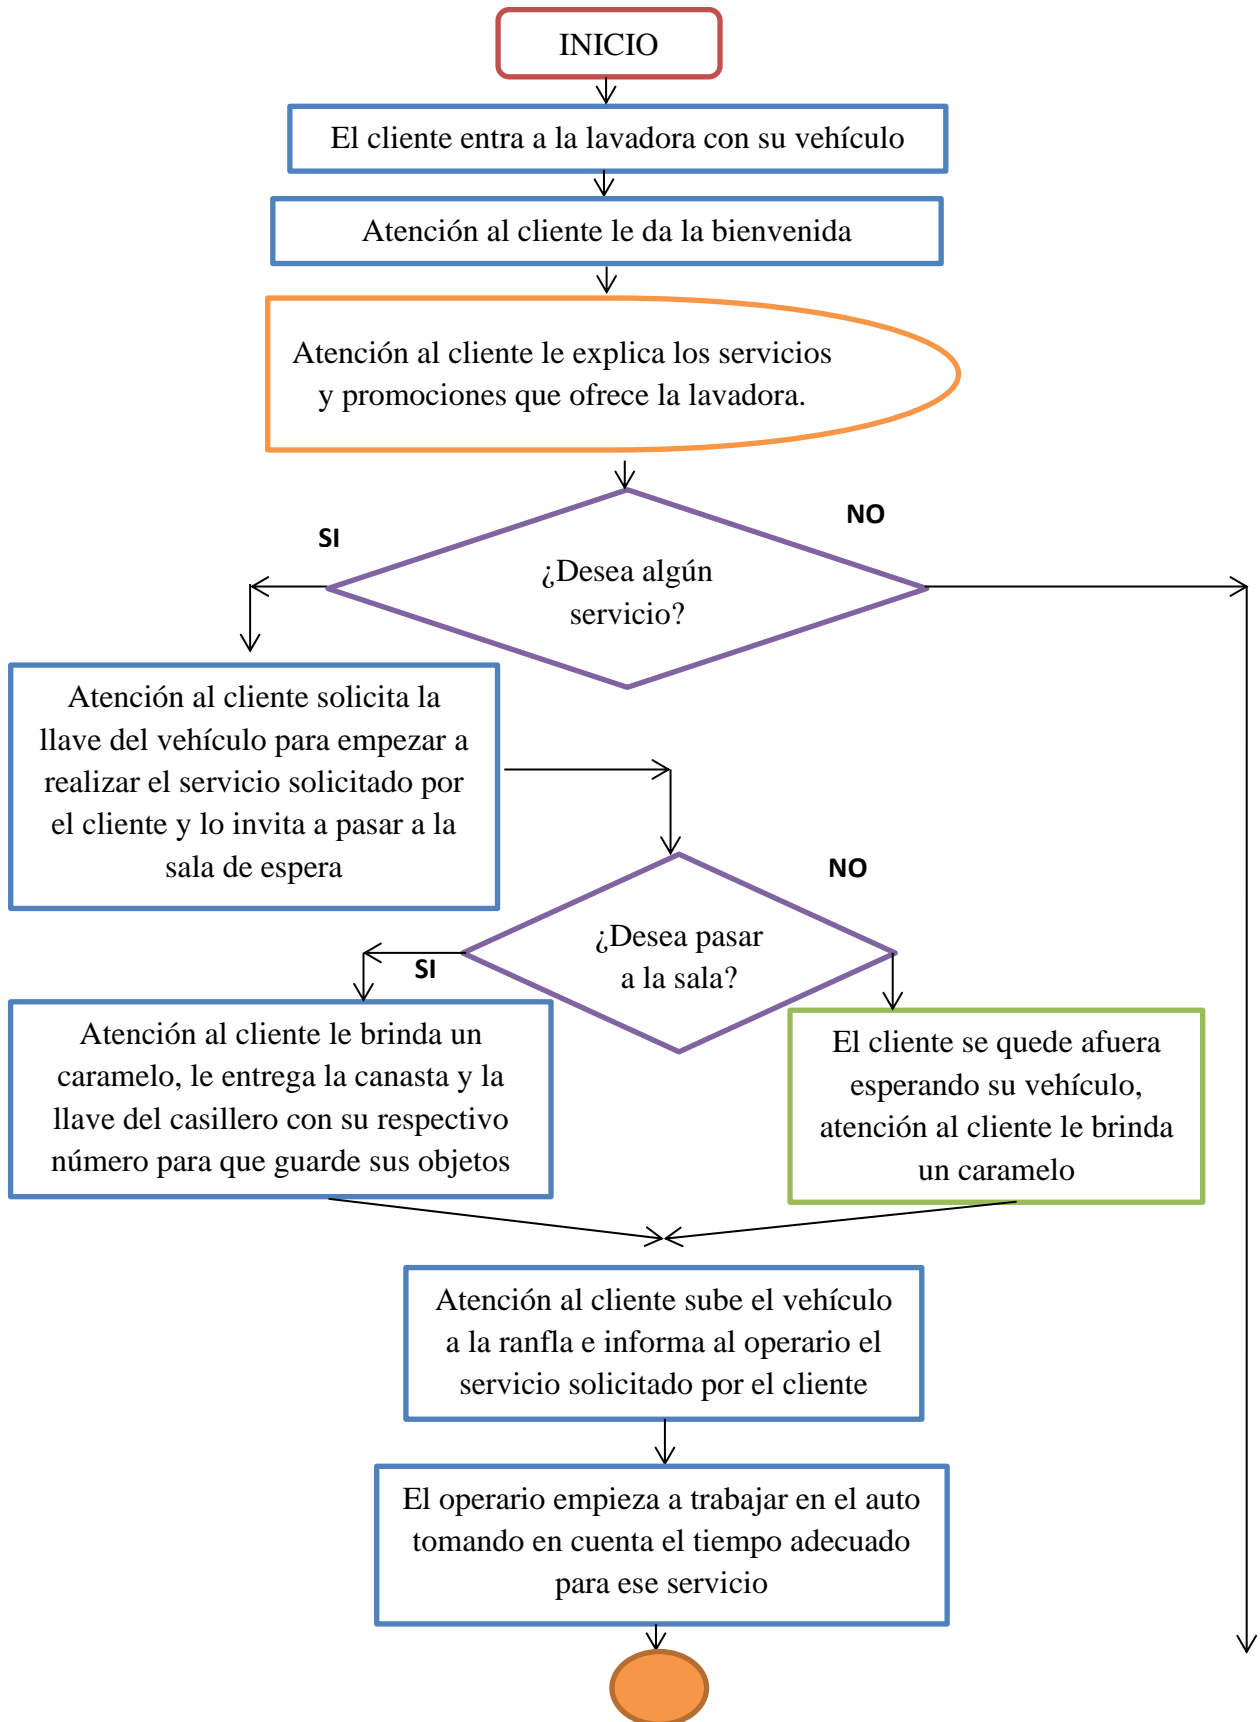 INICIO
El cliente entra a la lavadora con su vehículo
Atención al cliente le da la bienvenida
Atención al cliente le explica los servicios
y promociones que ofrece la lavadora.
SI
NO
¿Desea algún
servicio?
Atención al cliente solicita la
llave del vehículo para empezar a
realizar el servicio solicitado por
el cliente y lo invita a pasar a la
sala de espera
NO
¿Desea pasar
a la sala?
SI
Atención al cliente le brinda un
caramelo, le entrega la canasta y la
llave del casillero con su respectivo
número para que guarde sus objetos
El cliente se quede afuera
esperando su vehículo,
atención al cliente le brinda
un caramelo
Atención al cliente sube el vehículo
a la ranfla e informa al operario el
servicio solicitado por el cliente
El operario empieza a trabajar en el auto
tomando en cuenta el tiempo adecuado
para ese servicio